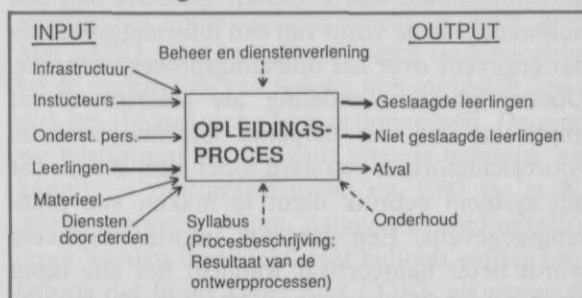 INPUT
OUTPUT
Beheer en dienstenverlening
Infrastructuur
Instucteurs
Onderst. pers.
Leerlingen
Materieel
Diensten
door derden
OPLEIDINGS-
PROCES
Geslaagde leerlingen
Niet geslaagde leerlingen
Afval
Onderhoud
Syllabus
(Procesbeschrijving:
Resultaat van de
ontwerpprocessen)